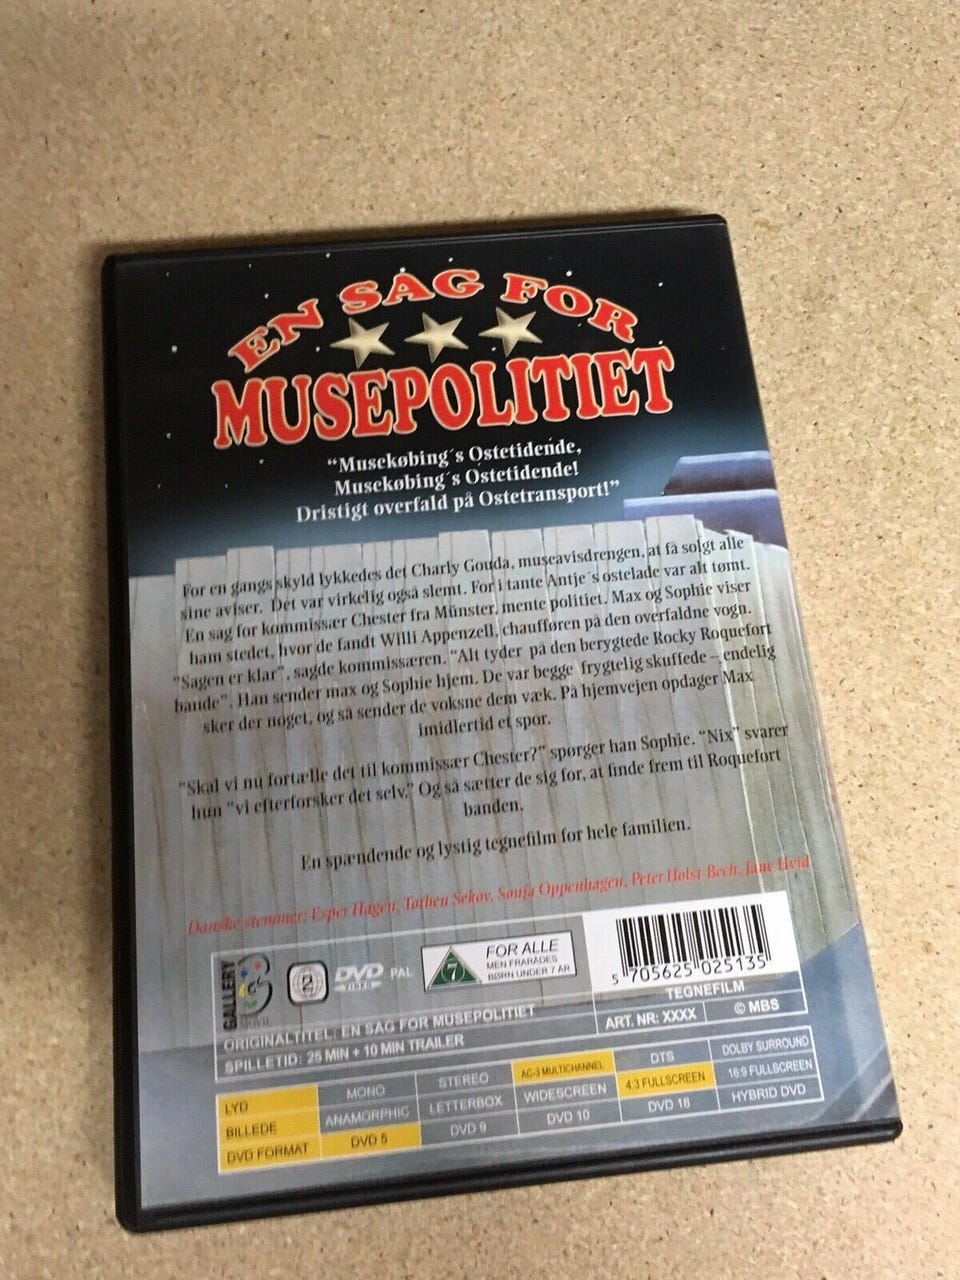 EN SAG FOR
MUSEPOLITIET
“Musekøbing´s Ostetidende,
Musekøbing´s Ostetidende!
Dristigt overfald på Ostetransport!”
For en gangs skyld lykkedes det Charly Gouda, museavisdrengen, at få solgt alle
sine aviser. Det var virkelig også slemt. For i tante Antje´s ostelade var alt tømt.
En sag for kommissær Chester fra Münster, mente politiet. Max og Sophie viser
ham stedet, hvor de fandt Willi Appenzell, chaufføren på den overfaldne vogn.
“Sagen er klar”, sagde kommissæren. “Alt tyder på den berygtede Rocky Roquefort
bande”. Han sender max og Sophie hjem. De var begge frygtelig skuffede – endelig
sker der noget, og så sender de voksne dem væk. På hjemvejen opdager Max
imidlertid et spor.
“Skal vi nu fortælle det til kommissær Chester?” spørger han Sophie. “Nix” svarer
hun “vi efterforsker det selv.” Og så sætter de sig for, at finde frem til Roquefort
banden.
En spændende og lystig tegnefilm for hele familien.
Danske stemmer: Esper Hagen, Torben Sekov, Sonja Oppenhagen, Peter Holst Bech, Jane Hvid
GALLERY
MOVIE
2
DVD
VIDEO
PAL
7
FOR ALLE
MEN FRARÅDES
BØRN UNDER 7 ÅR
5 705625 025135
TEGNEFILM
ORIGINALTITEL: EN SAG FOR MUSEPOLITIET
ART. NR: XXXX
© MBS
SPILLETID: 25 MIN + 10 MIN TRAILER
LYD MONO STEREO AC-3 MULTICHANNEL DTS DOLBY SURROUND
BILLEDE ANAMORPHIC LETTERBOX WIDESCREEN 4:3 FULLSCREEN 16:9 FULLSCREEN
DVD FORMAT DVD 5 DVD 9 DVD 10 DVD 18 HYBRID DVD